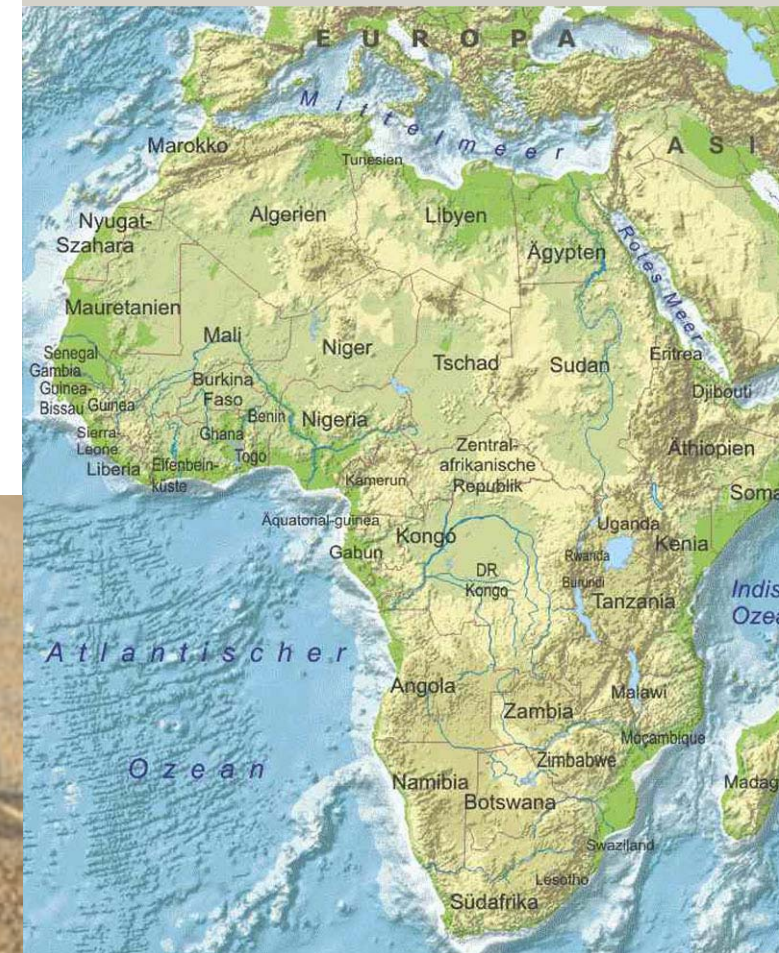 E U R O P A
Mittelmeer
A S I
Marokko
Tunesien
Nyugat-
Szahara
Algerien
Libyen
Ägypten
Rotes Meer
Mauretanien
Mali
Niger
Tschad
Sudan
Eritrea
Djibouti
Senegal
Gambia
Guinea-
Bissau
Guinea
Burkina
Faso
Benin
Nigeria
Sierra-
Leone
Ghana
Togo
Liberia
Elfenbein-
küste
Kamerun
Zentral-
afrikanische
Republik
Äthiopien
Soma
Äquatorial-guinea
Gabun
Kongo
DR
Kongo
Uganda
Kenia
Rwanda
Burundi
Tanzania
Indis
Ozea
Atlantischer
Ozean
Angola
Zambia
Malawi
Moçambique
Zimbabwe
Namibia
Botswana
Madag
Swaziland
Lesotho
Südafrika